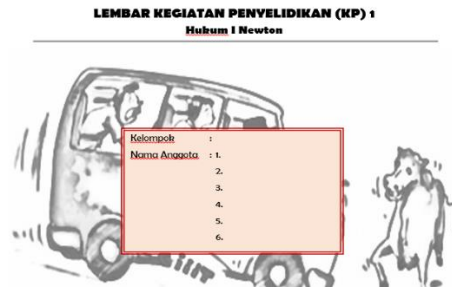 LEMBAR KEGIATAN PENYELIDIKAN (KP) 1
Hukum I Newton
Kelompok :
Nama Anggota : 1.
2.
3.
4.
5.
6.